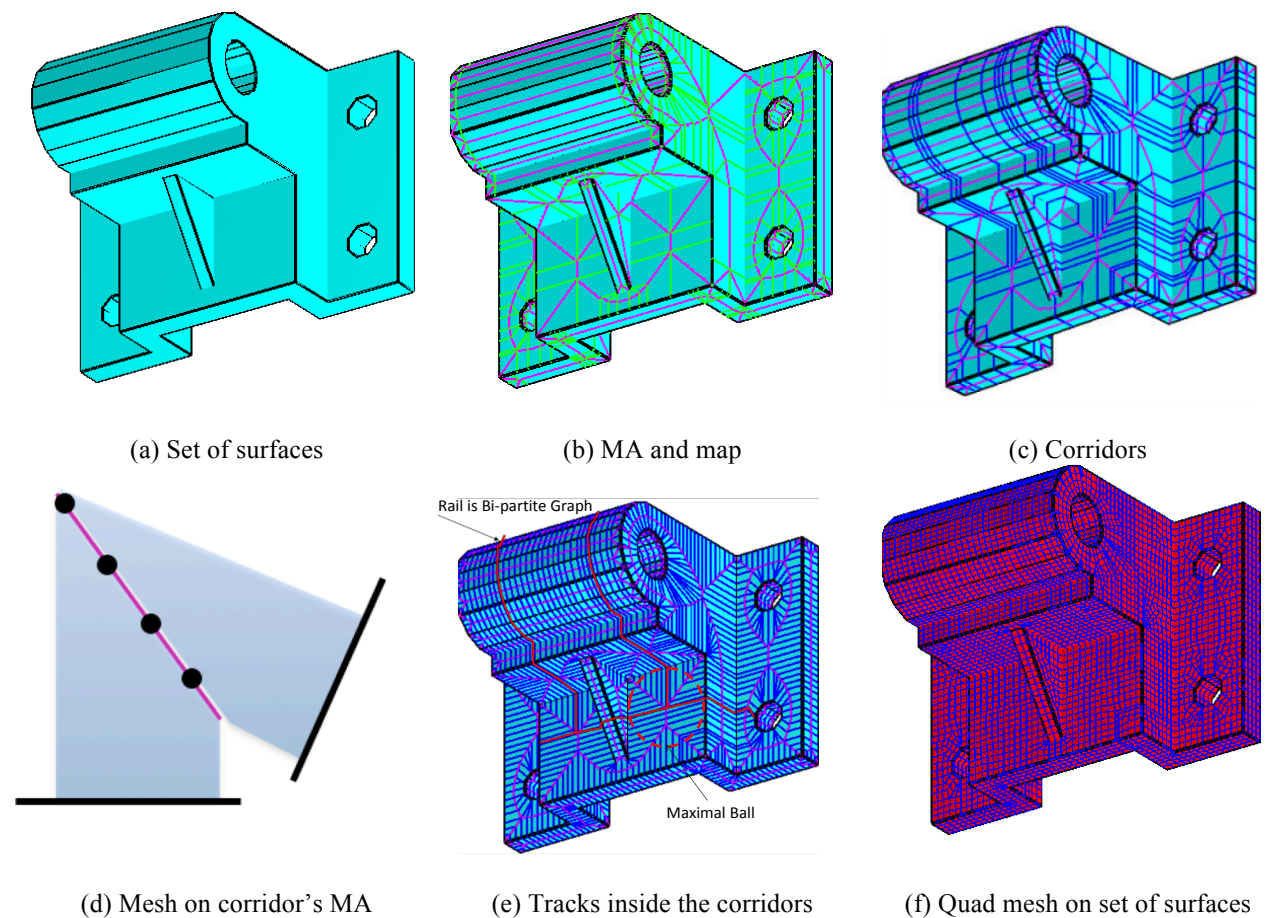 (a) Set of surfaces
(b) MA and map
(c) Corridors
Rail is Bi-partite Graph
Maximal Ball
(d) Mesh on corridor’s MA
(e) Tracks inside the corridors
(f) Quad mesh on set of surfaces